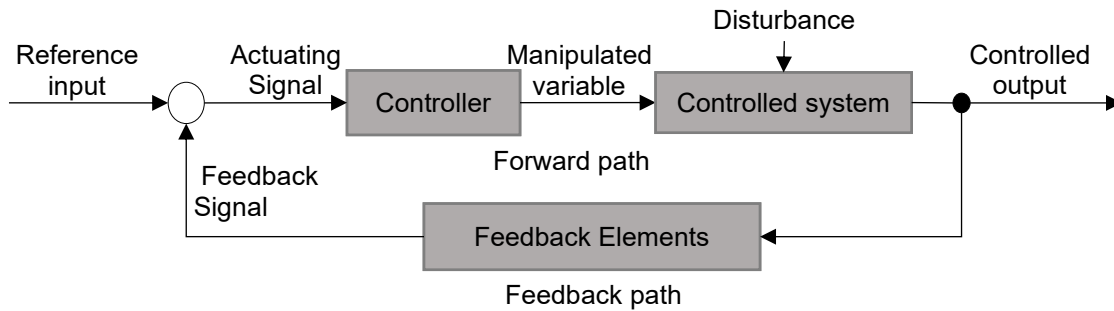 Disturbance
Reference
input
Actuating
Signal
Manipulated
variable
Controlled
output
Controller
Controlled system
Forward path
Feedback
Signal
Feedback Elements
Feedback path